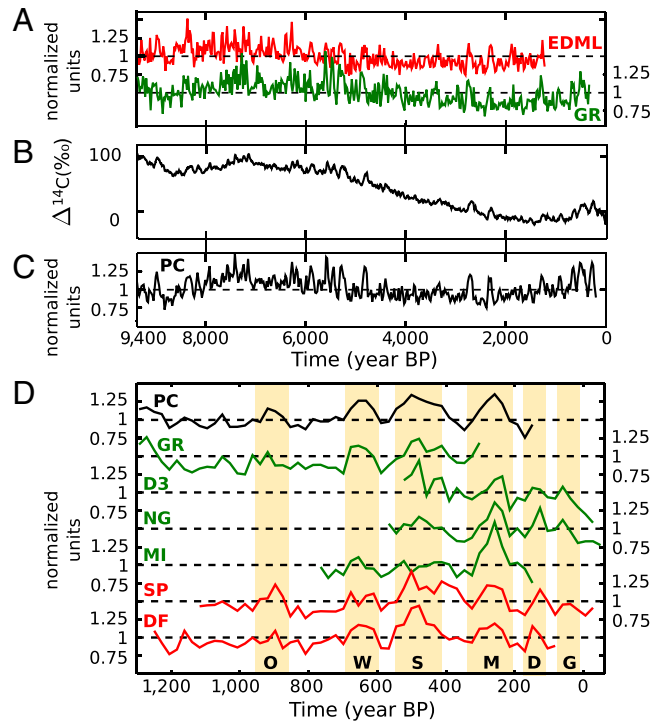 A
normalized units
1.25
1
0.75
EDML
1.25
1
0.75
GR
B
Δ14C(‰)
100
0
C
normalized units
PC
1.25
1
0.75
9,400 8,000 6,000 4,000 2,000 0
Time (year BP)
D
normalized units
PC
1.25
1
0.75
GR
1.25
1
0.75
D3
1.25
1
0.75
NG
1.25
1
0.75
MI
1.25
1
0.75
SP
1.25
1
0.75
DF
1.25
1
0.75
O W S M D G
1,200 1,000 800 600 400 200 0
Time (year BP)